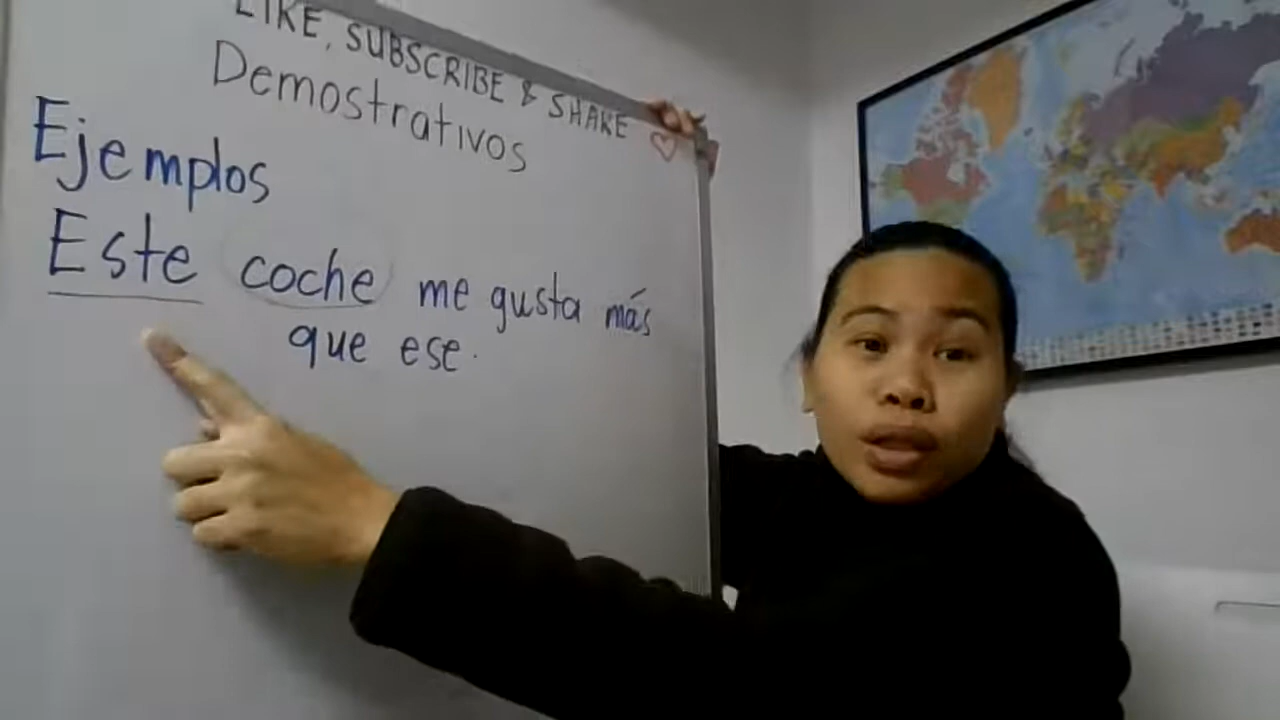 LIKE, SUBSCRIBE & SHARE
Demostrativos
Ejemplos
Este coche me gusta más
que ese.